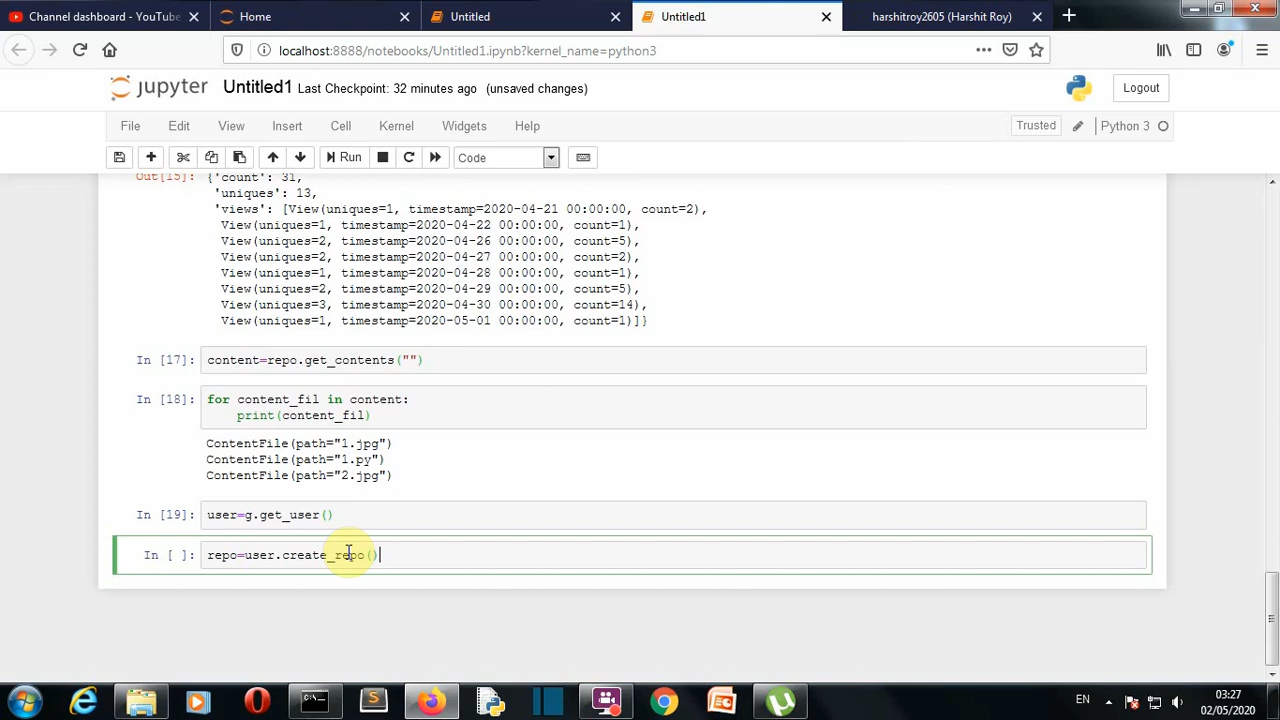 Channel dashboard - YouTube
Home
Untitled
Untitled1
harshitroy2605 (Harshit Roy)
localhost:8888/notebooks/Untitled1.ipynb?kernel_name=python3
jupyter Untitled1 Last Checkpoint: 32 minutes ago (unsaved changes)
Logout
File Edit View Insert Cell Kernel Widgets Help
Trusted
Python 3
Run
Code
Out[15]: {'count': 31,
'uniques': 13,
'views': [View(uniques=1, timestamp=2020-04-21 00:00:00, count=2),
View(uniques=1, timestamp=2020-04-22 00:00:00, count=1),
View(uniques=2, timestamp=2020-04-26 00:00:00, count=5),
View(uniques=2, timestamp=2020-04-27 00:00:00, count=2),
View(uniques=1, timestamp=2020-04-28 00:00:00, count=1),
View(uniques=2, timestamp=2020-04-29 00:00:00, count=5),
View(uniques=3, timestamp=2020-04-30 00:00:00, count=14),
View(uniques=1, timestamp=2020-05-01 00:00:00, count=1)]}
In [17]: content=repo.get_contents("")
In [18]: for content_fil in content:
print(content_fil)
ContentFile(path="1.jpg")
ContentFile(path="1.py")
ContentFile(path="2.jpg")
In [19]: user=g.get_user()
In [ ]: repo=user.create_repo()
EN
03:27
02/05/2020